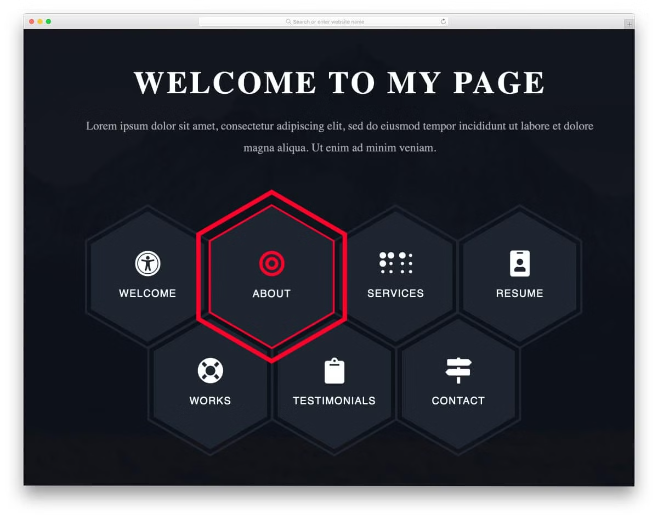 Search or enter website name
WELCOME TO MY PAGE
Lorem ipsum dolor sit amet, consectetur adipiscing elit, sed do eiusmod tempor incididunt ut labore et dolore
magna aliqua. Ut enim ad minim veniam.
WELCOME
ABOUT
SERVICES
RESUME
WORKS
TESTIMONIALS
CONTACT